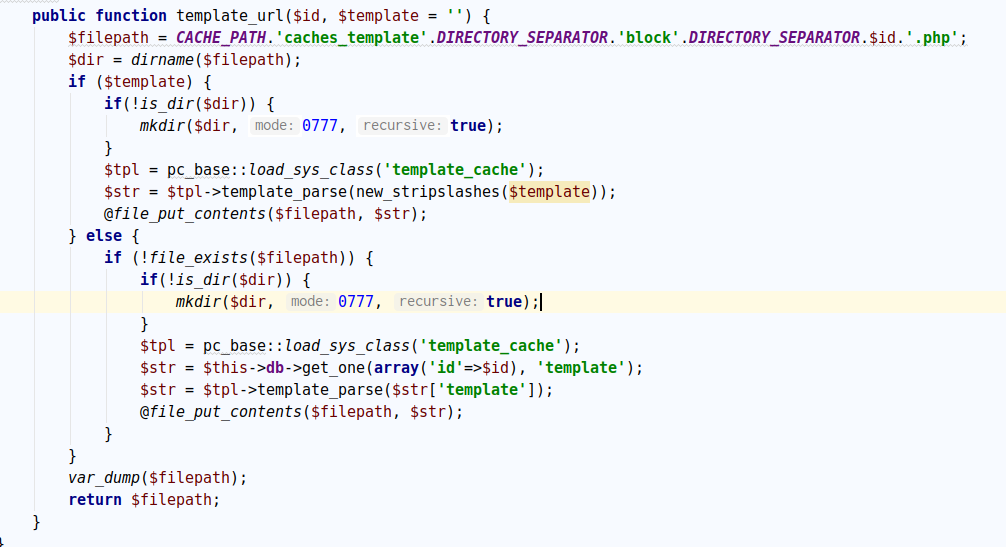 public function template_url($id, $template = '') {
$filepath = CACHE_PATH.'caches_template'.DIRECTORY_SEPARATOR.'block'.DIRECTORY_SEPARATOR.$id.'.php';
$dir = dirname($filepath);
if ($template) {
if(!is_dir($dir)) {
mkdir($dir, mode: 0777, recursive: true);
}
$tpl = pc_base::load_sys_class('template_cache');
$str = $tpl->template_parse(new_stripslashes($template));
@file_put_contents($filepath, $str);
} else {
if (!file_exists($filepath)) {
if(!is_dir($dir)) {
mkdir($dir, mode: 0777, recursive: true);
}
$tpl = pc_base::load_sys_class('template_cache');
$str = $this->db->get_one(array('id'=>$id), 'template');
$str = $tpl->template_parse($str['template']);
@file_put_contents($filepath, $str);
}
}
var_dump($filepath);
return $filepath;
}
}